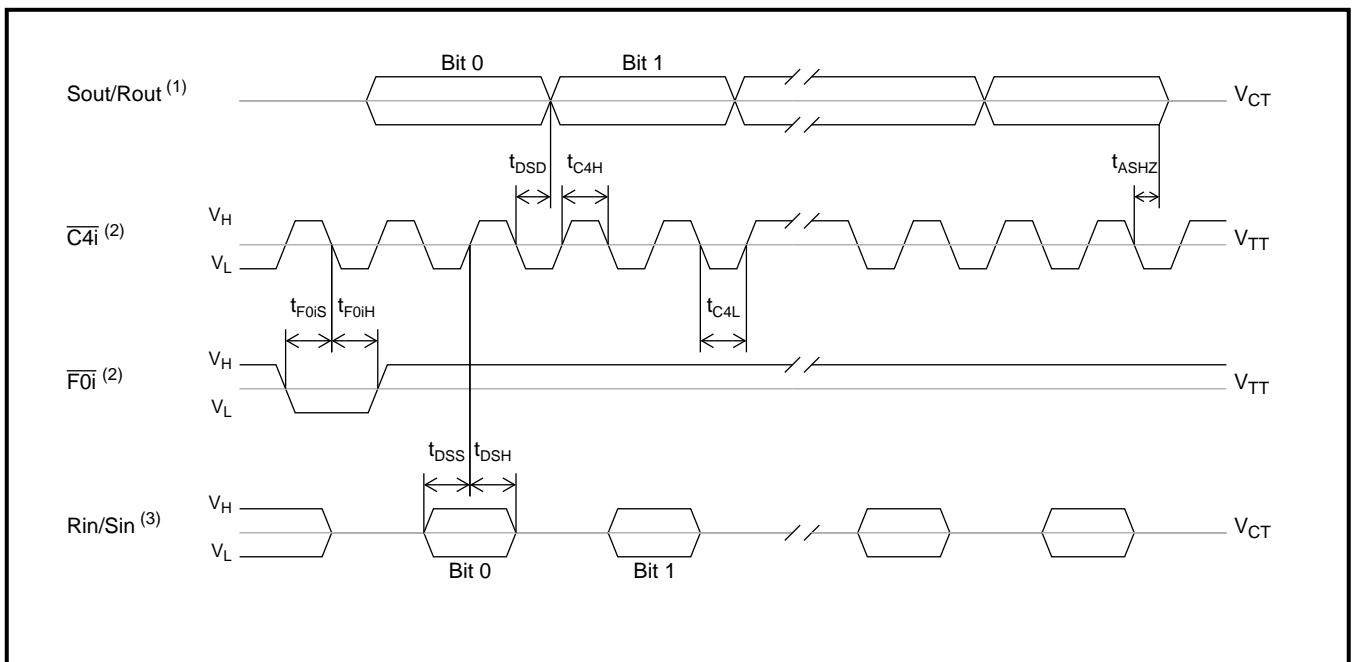 Bit 0 Bit 1
Sout/Rout (1) VCT
tDSD tC4H tASHZ
VH
C4i (2) VTT
VL
tF0iS tF0iH tC4L
VH
F0i (2) VTT
VL
tDSS tDSH
VH
Rin/Sin (3) VCT
VL
Bit 0 Bit 1